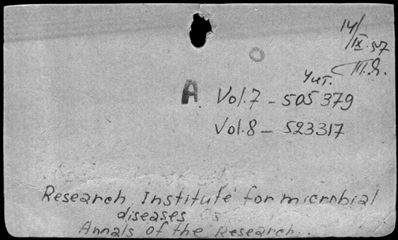 14/IX.57
Чит.
A Vol.7 - 505379
Vol.8 - 523317
Research Institute for microbial
diseases
Annals of the Research..